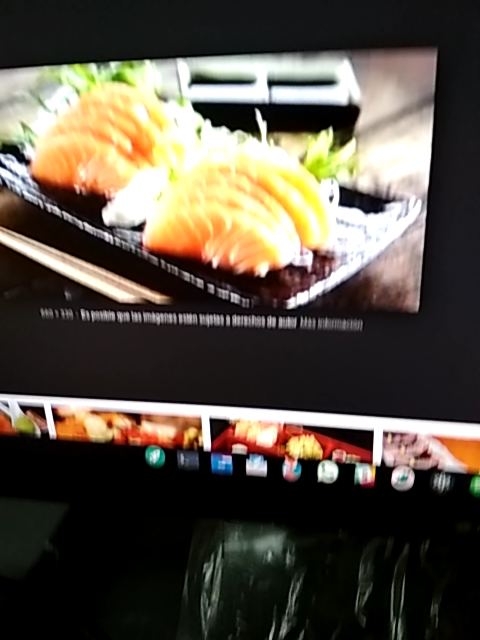 Es posible que las imágenes estén sujetas a derechos de autor Más información